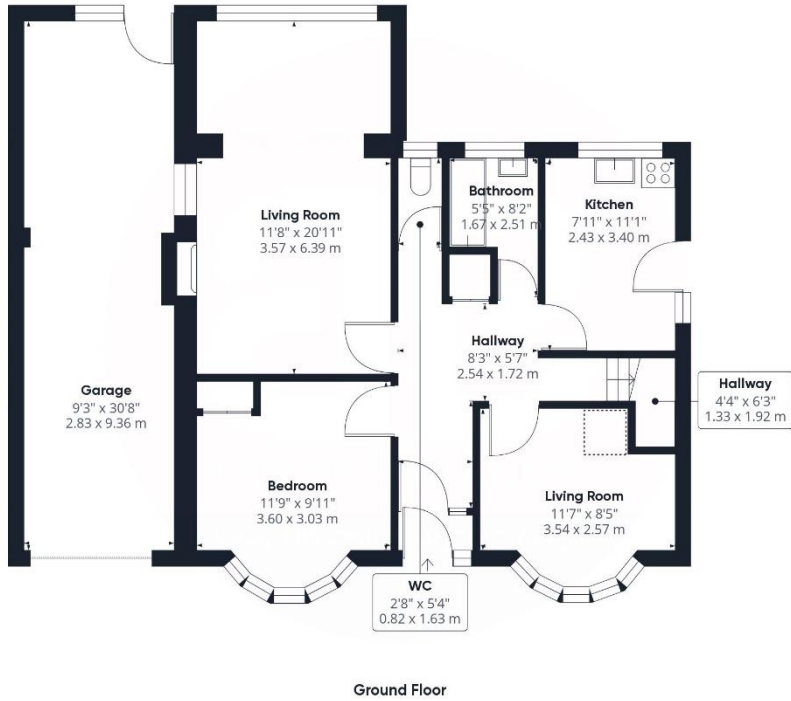 Living Room
11'8" x 20'11"
3.57 x 6.39 m
Bathroom
5'5" x 8'2"
1.67 x 2.51 m
Kitchen
7'11" x 11'1"
2.43 x 3.40 m
Hallway
8'3" x 5'7"
2.54 x 1.72 m
Hallway
4'4" x 6'3"
1.33 x 1.92 m
Garage
9'3" x 30'8"
2.83 x 9.36 m
Bedroom
11'9" x 9'11"
3.60 x 3.03 m
Living Room
11'7" x 8'5"
3.54 x 2.57 m
WC
2'8" x 5'4"
0.82 x 1.63 m
Ground Floor